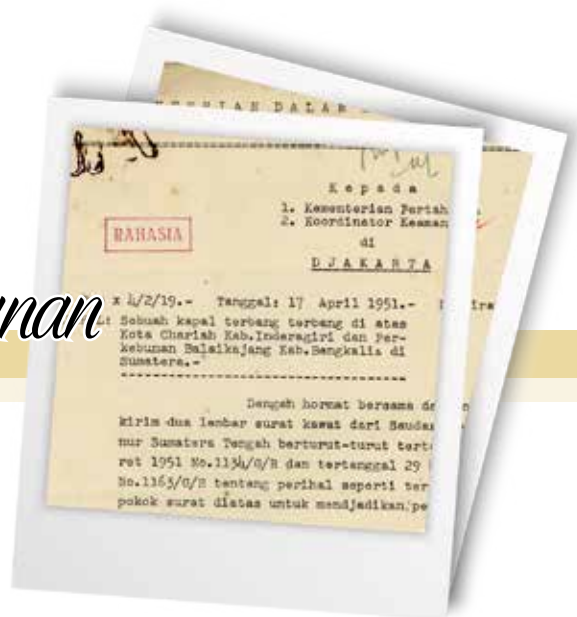 DALAM
Kepada
1. Kementerian Pertah
2. Koordinator Keaman
di
DJAKARTA
RAHASIA
x 4/2/19.- Tanggal: 17 April 1951.-
Sebuah kapal terbang terbang di atas
Kota Chariah Kab.Inderagiri dan Per-
kebunan Balaikajang Kab.Bengkalis di
Sumatera.-
nan
Dengan hormat bersama
kirim dua lembar surat kawat dari Saudar
nur Sumatera Tengah berturut-turut tert
ret 1951 No.1134/G/R dan tertanggal 29
No.1163/G/R tentang perihal seperti ter
pokok surat diatas untuk mendjadikan pe